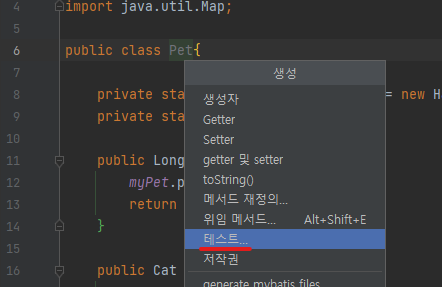 4 import java.util.Map;
5
6 public class Pet{
7
생성
8 private sta = new H
생성자
9 private sta
Getter
10
Setter
11 public Long
getter 및 setter
12 myPet.p
toString()
13 return
메서드 재정의...
14 }
위임 메서드... Alt+Shift+E
15
테스트...
16 public Cat
저작권
generate mybatis files